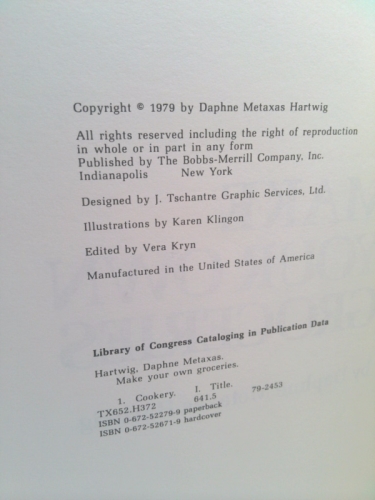 Copyright © 1979 by Daphne Metaxas Hartwig
All rights reserved including the right of reproduction
in whole or in part in any form
Published by The Bobbs-Merrill Company, Inc.
Indianapolis New York
Designed by J. Tschantre Graphic Services, Ltd.
Illustrations by Karen Klingon
Edited by Vera Kryn
Manufactured in the United States of America
Library of Congress Cataloging in Publication Data
Hartwig, Daphne Metaxas.
Make your own groceries.
1. Cookery. I. Title.
TX652.H372 641.5 79-2453
ISBN 0-672-52279-9 paperback
ISBN 0-672-52671-9 hardcover